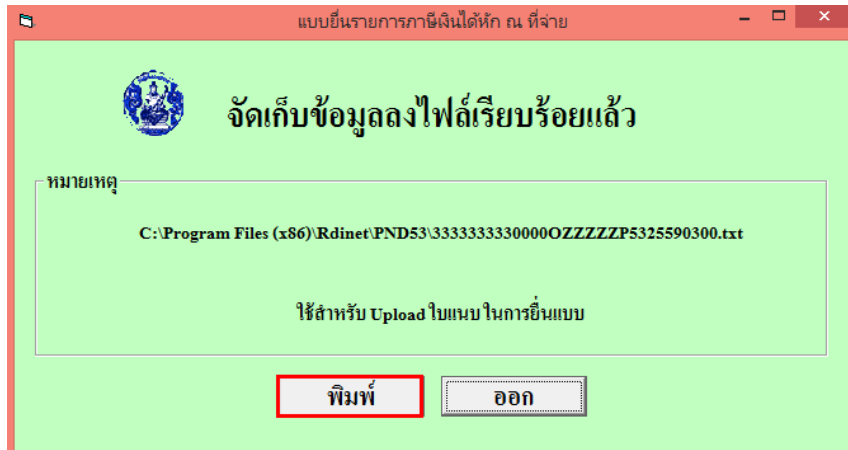 แบบยื่นรายการภาษีเงินได้หัก ณ ที่จ่าย
จัดเก็บข้อมูลลงไฟล์เรียบร้อยแล้ว
หมายเหตุ
C:\Program Files (x86)\Rdinet\PND53\3333333330000OZZZZZP5325590300.txt
ใช้สำหรับ Upload ใบแนบ ในการยื่นแบบ
พิมพ์ ออก